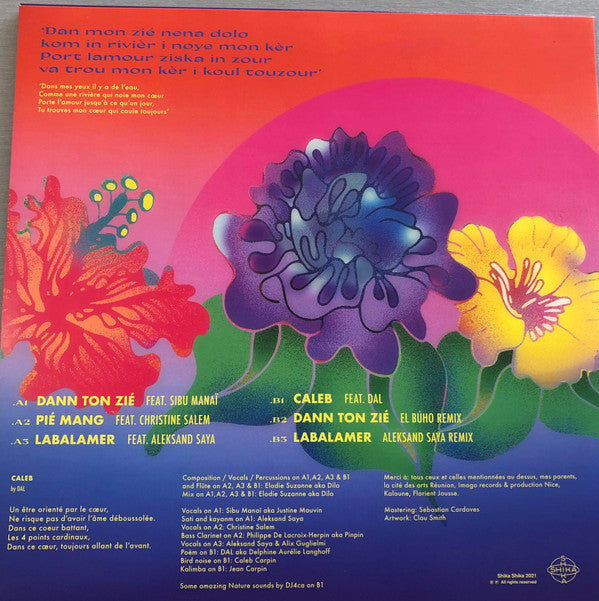 ‘Dan mon zié nena dolo
kom in rivièr i noye mon kèr
Port lamour ziska in zour
va trou mon kèr i koul touzour’
‘Dans mes yeux il y a de l'eau,
Comme une rivière qui noie mon cœur
Porte l'amour jusqu'à ce qu'un jour,
Tu trouves mon cœur qui coule toujours’
.A1 DANN TON ZIÉ FEAT. SIBU MANAÏ
.A2 PIÉ MANG FEAT. CHRISTINE SALEM
.A3 LABALAMER FEAT. ALEKSAND SAYA
.B1 CALEB FEAT. DAL
.B2 DANN TON ZIÉ EL BÚHO REMIX
.B3 LABALAMER ALEKSAND SAYA REMIX
CALEB
by DAL
Un être orienté par le cœur,
Ne risque pas d'avoir l'âme déboussolée.
Dans ce coeur battant,
Les 4 points cardinaux,
Dans ce cœur, toujours allant de l'avant.
Composition / Vocals / Percussions on A1,A2, A3 & B1
and Flûte on A2, A3 & B1: Elodie Suzanne aka Dilo
Mix on A1,A2, A3 & B1: Elodie Suzanne aka Dilo
Vocals on A1: Sibu Manaï aka Justine Mauvin
Sati and kayanm on A1: Aleksand Saya
Vocals on A2: Christine Salem
Bass Clarinet on A2: Philippe De Lacroix-Herpin aka Pinpin
Vocals on A3: Aleksand Saya & Alix Guglielmi
Poèm on B1: DAL aka Delphine Aurélie Langhoff
Bird noise on B1: Caleb Carpin
Kalimba on B1: Jean Carpin
Some amazing Nature sounds by DJ4ca on B1
Merci à: tous ceux et celles mentionnées au dessus, mes parents,
la cité des arts Réunion, Imago records & production Nice,
Kaloune, Florient Jousse.
Mastering: Sebastian Cordoves
Artwork: Clau Smith
SHIKA
SHIKA
Shika Shika 2021
℗ © All rights reserved